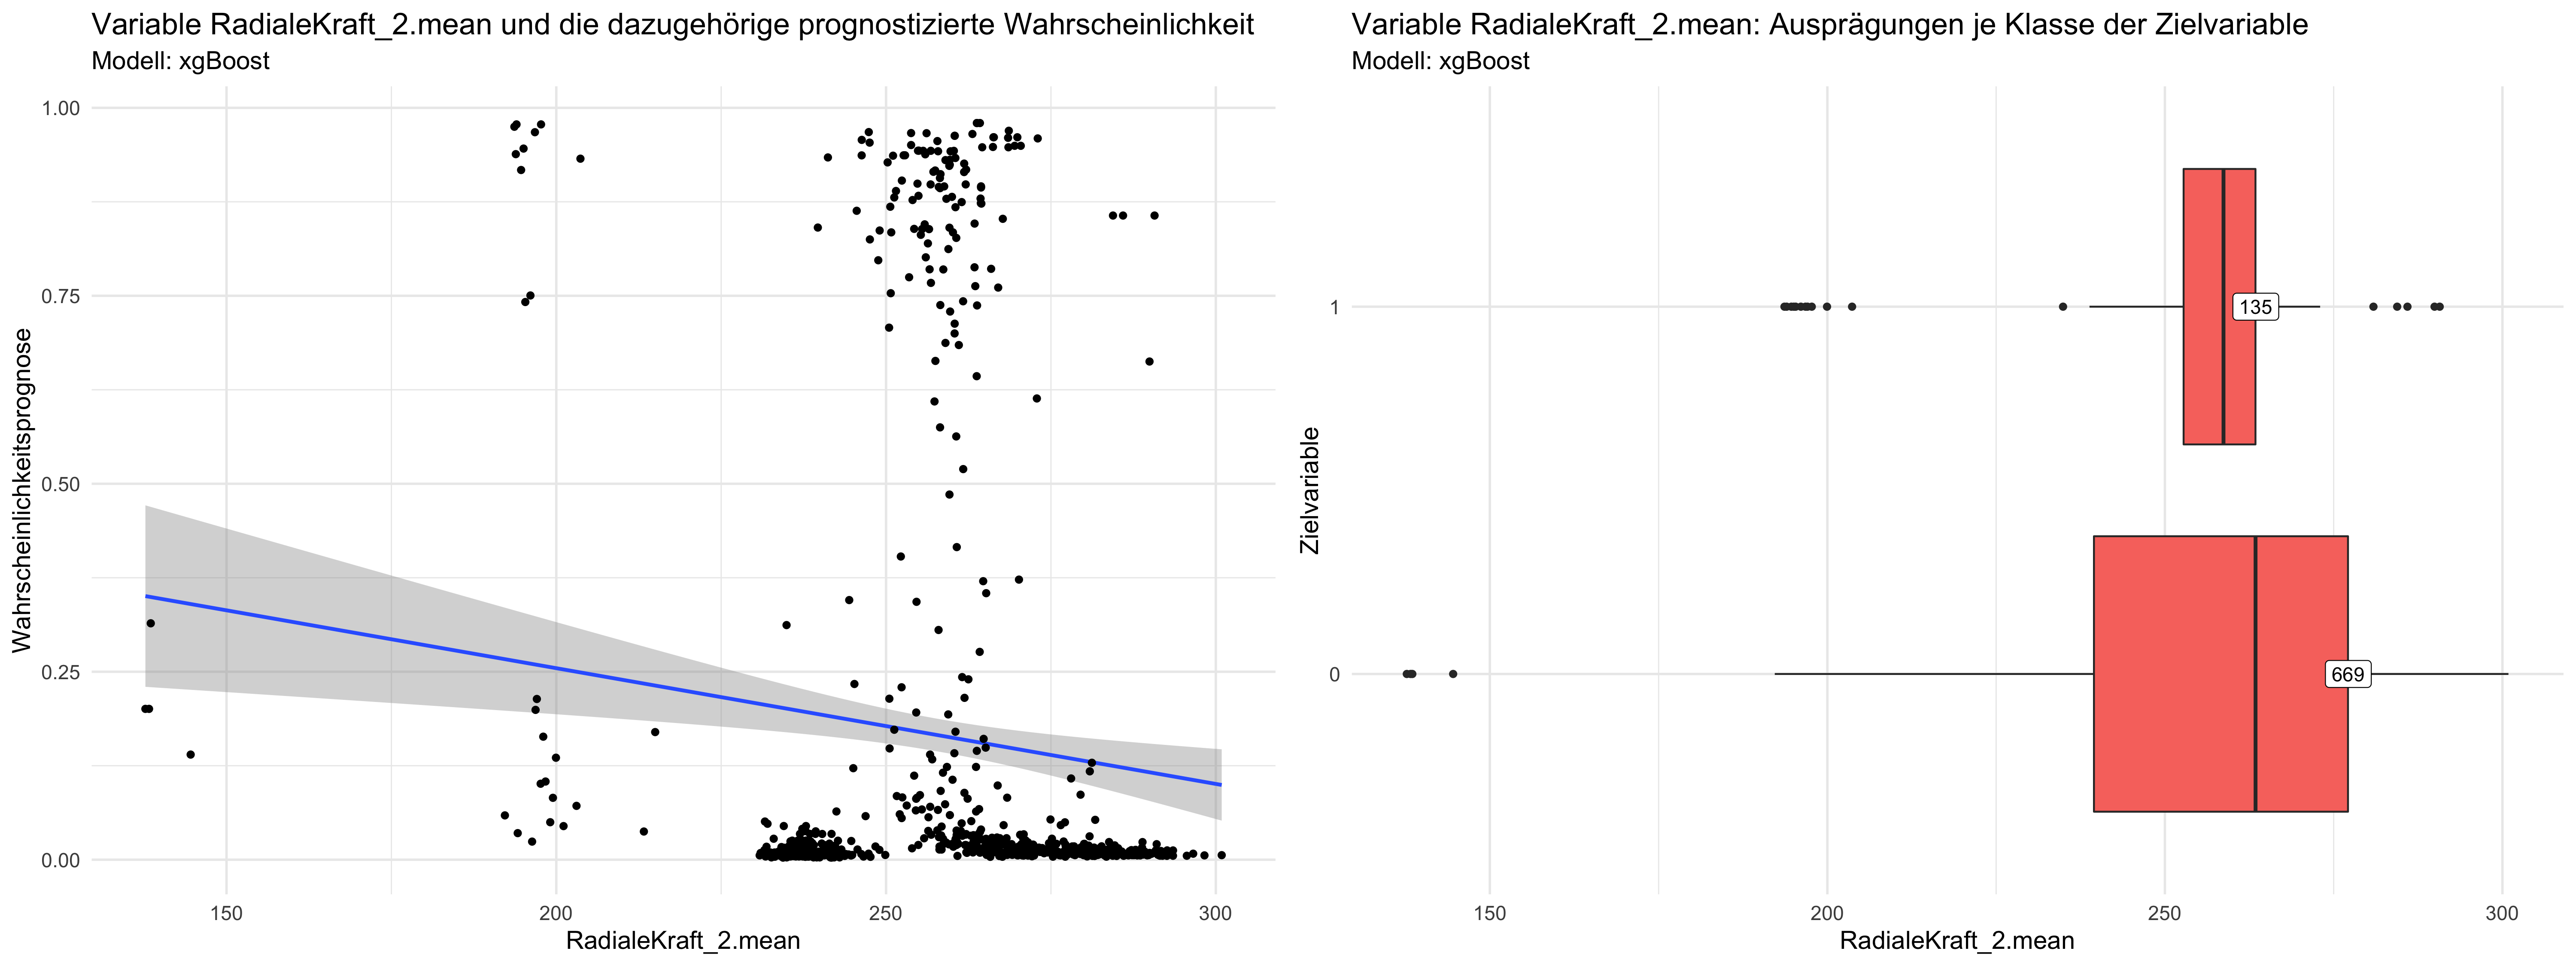 Variable RadialeKraft_2.mean und die dazugehörige prognostizierte Wahrscheinlichkeit
Modell: xgBoost
1.00
0.75
0.50
0.25
0.00
Wahrscheinlichkeitsprognose
150
200
250
300
RadialeKraft_2.mean
Variable RadialeKraft_2.mean: Ausprägungen je Klasse der Zielvariable
Modell: xgBoost
1
0
Zielvariable
135
669
150
200
250
300
RadialeKraft_2.mean